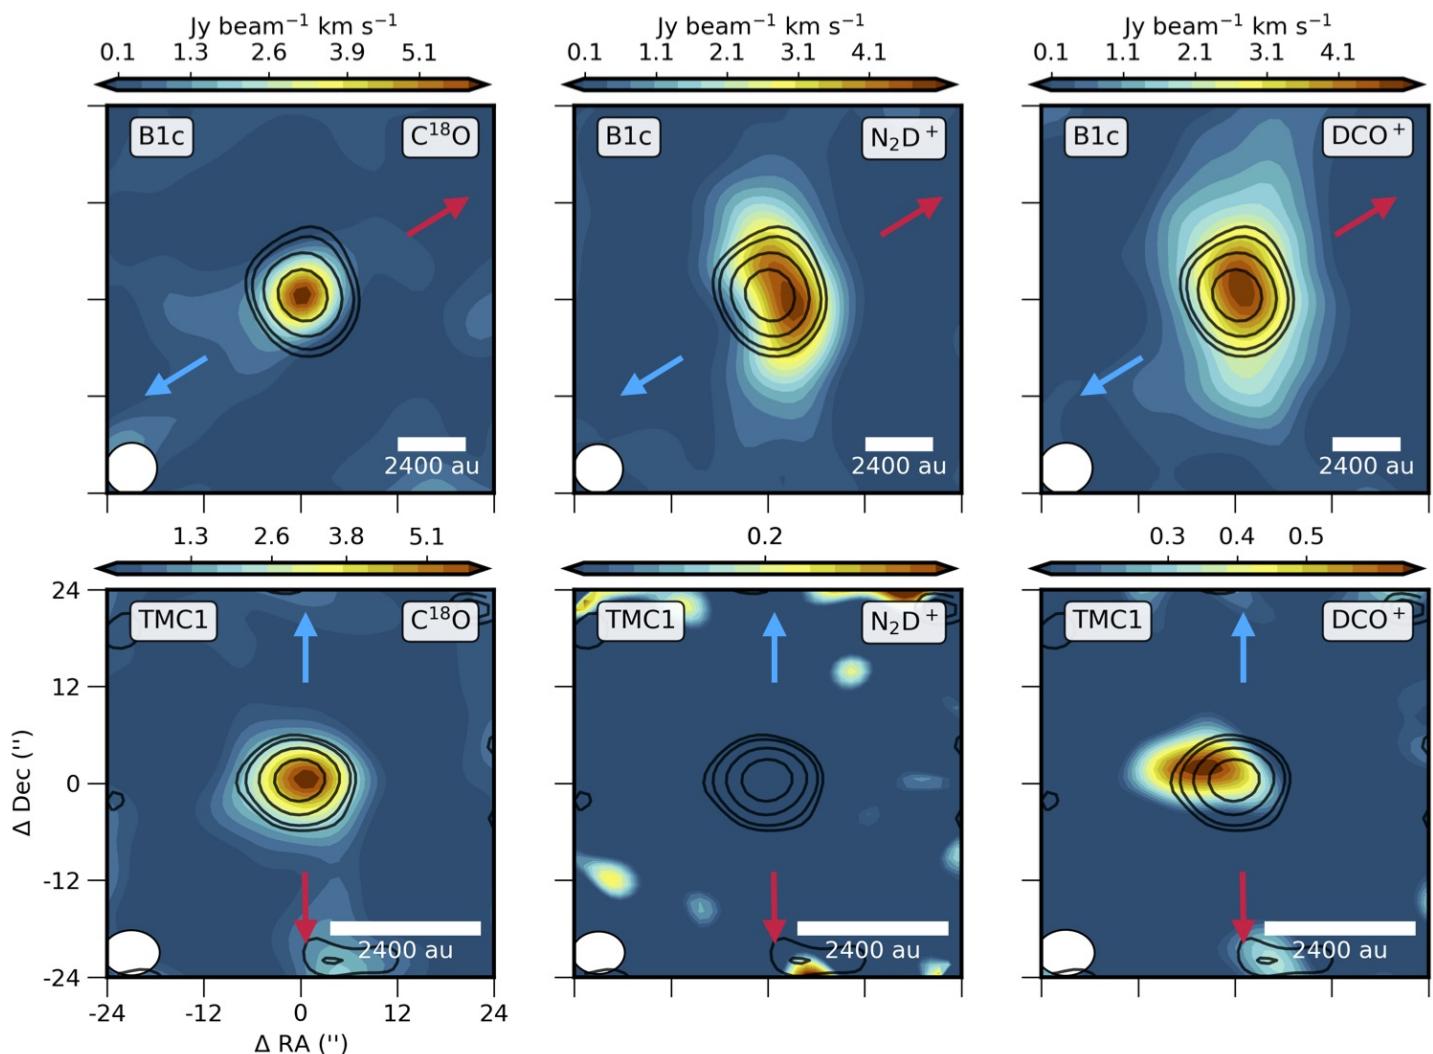 Jy beam⁻¹ km s⁻¹ Jy beam⁻¹ km s⁻¹ Jy beam⁻¹ km s⁻¹
0.1 1.3 2.6 3.9 5.1 0.1 1.1 2.1 3.1 4.1 0.1 1.1 2.1 3.1 4.1
B1c C¹⁸O B1c N₂D⁺ B1c DCO⁺
2400 au 2400 au 2400 au
1.3 2.6 3.8 5.1 0.2 0.3 0.4 0.5
24
TMC1 C¹⁸O TMC1 N₂D⁺ TMC1 DCO⁺
12
0
Δ Dec ('')
-12
2400 au 2400 au 2400 au
-24
-24 -12 0 12 24
Δ RA ('')